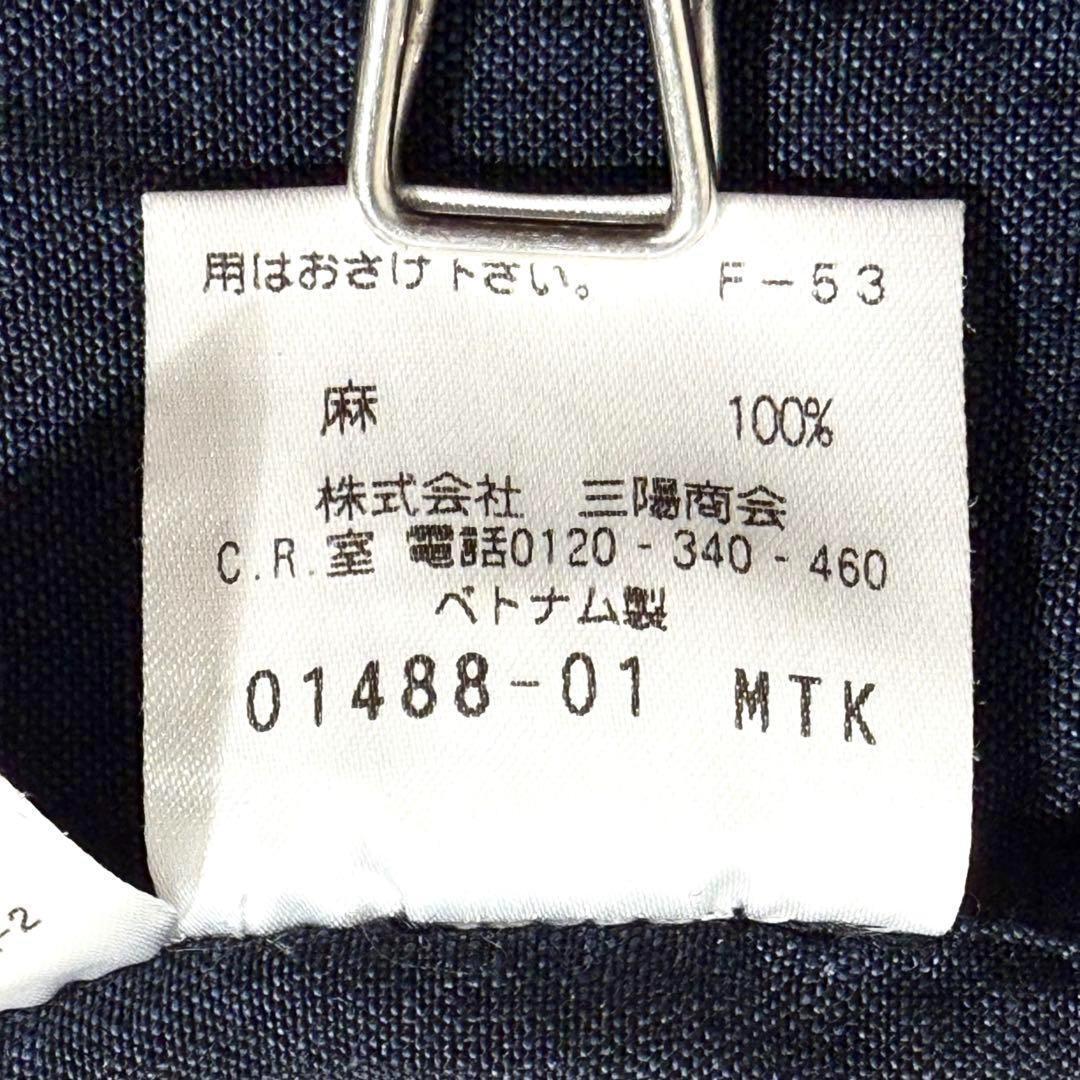 用はおさけ下さい。 F-53
麻 100%
株式会社 三陽商会
C.R.室 電話0120-340-460
ベトナム製
01488-01 MTK